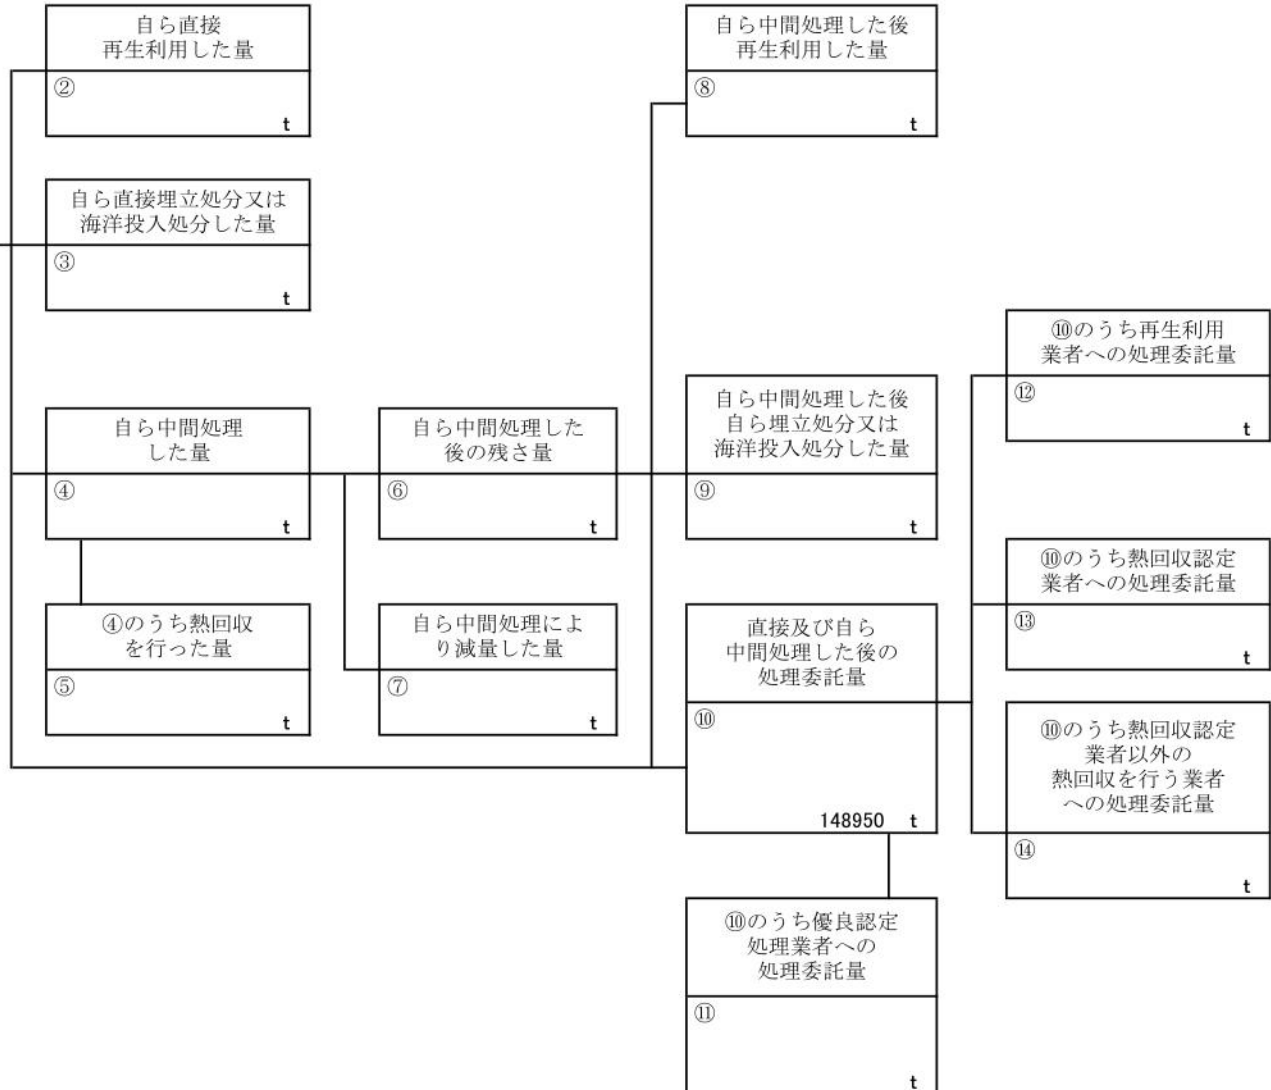 自ら直接
再生利用した量
②
t
自ら中間処理した後
再生利用した量
⑧
t
自ら直接埋立処分又は
海洋投入処分した量
③
t
⑩のうち再生利用
業者への処理委託量
⑫
t
自ら中間処理
した量
④
t
自ら中間処理した
後の残さ量
⑥
t
自ら中間処理した後
自ら埋立処分又は
海洋投入処分した量
⑨
t
⑩のうち熱回収認定
業者への処理委託量
⑬
t
④のうち熱回収
を行った量
⑤
t
自ら中間処理によ
り減量した量
⑦
t
直接及び自ら
中間処理した後の
処理委託量
⑩
148950 t
⑩のうち熱回収認定
業者以外の
熱回収を行う業者
への処理委託量
⑭
t
⑩のうち優良認定
処理業者への
処理委託量
⑪
t